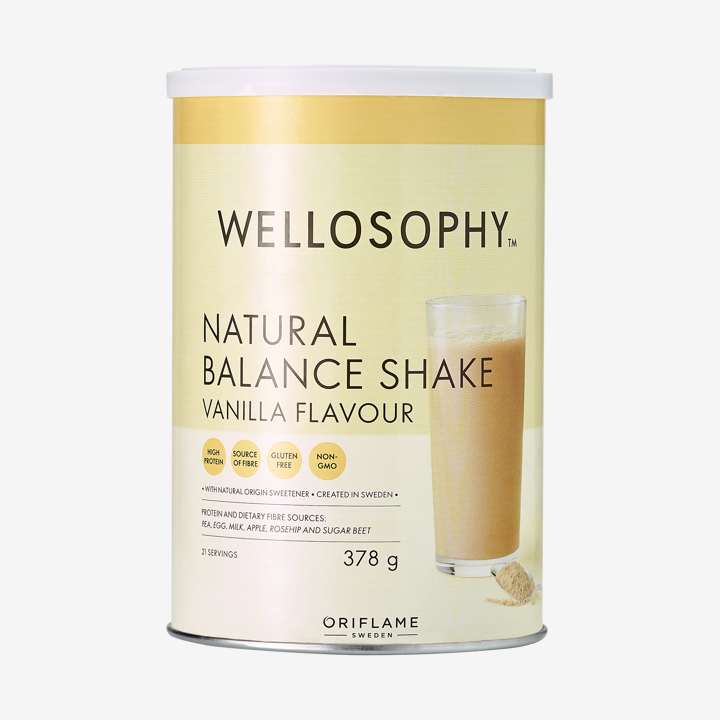 WELLOSOPHY™
NATURAL
BALANCE SHAKE
VANILLA FLAVOUR
HIGH PROTEIN
SOURCE OF FIBRE
GLUTEN FREE
NON-GMO
• WITH NATURAL ORIGIN SWEETENER • CREATED IN SWEDEN •
PROTEIN AND DIETARY FIBRE SOURCES:
PEA, EGG, MILK, APPLE, ROSEHIP AND SUGAR BEET
21 SERVINGS
378 g
ORIFLAME
SWEDEN